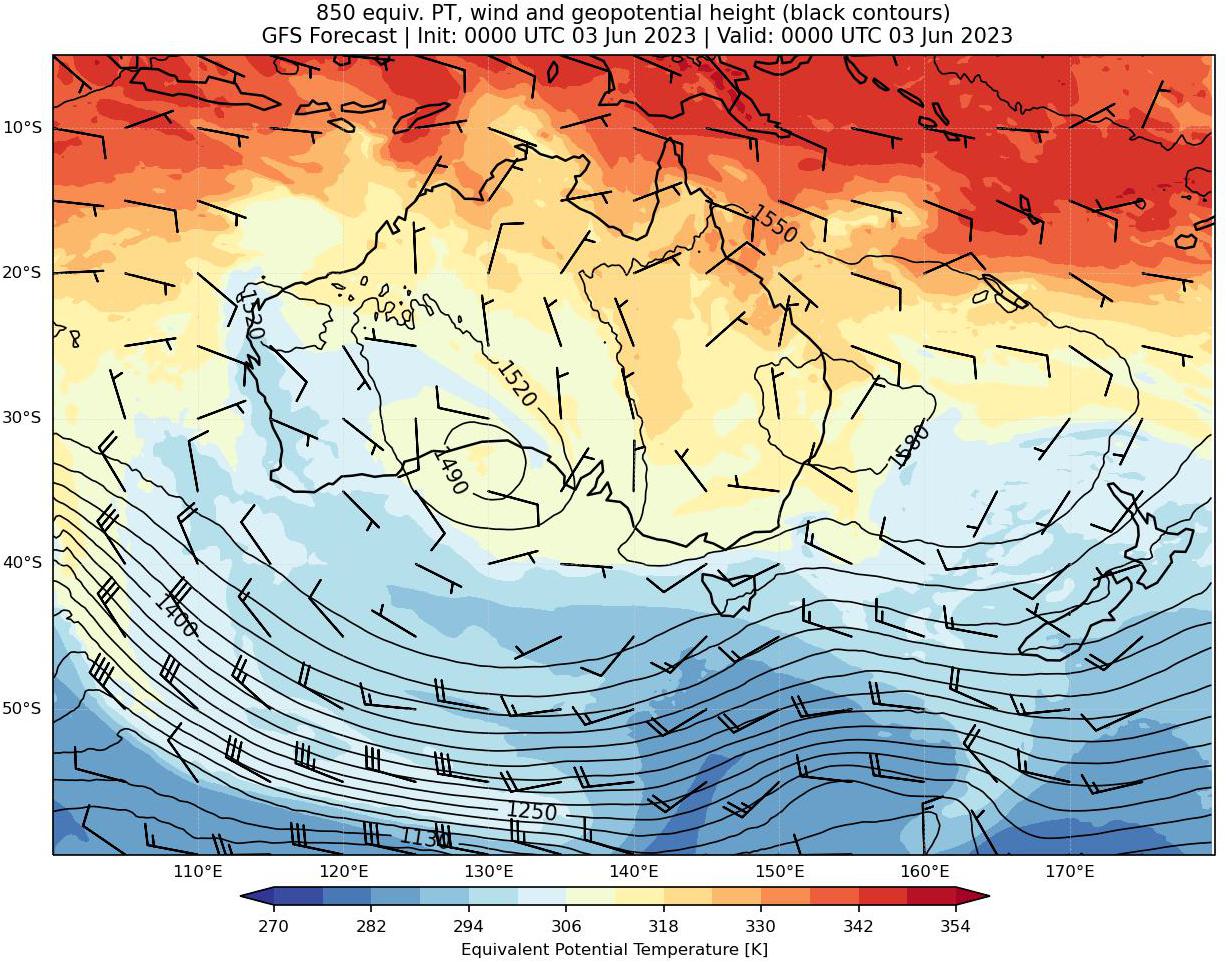 850 equiv. PT, wind and geopotential height (black contours)
GFS Forecast | Init: 0000 UTC 03 Jun 2023 | Valid: 0000 UTC 03 Jun 2023
10°S
1550
20°S
1520
1520
30°S
1580
1490
40°S
1400
50°S
1250
1130
110°E 120°E 130°E 140°E 150°E 160°E 170°E
270 282 294 306 318 330 342 354
Equivalent Potential Temperature [K]